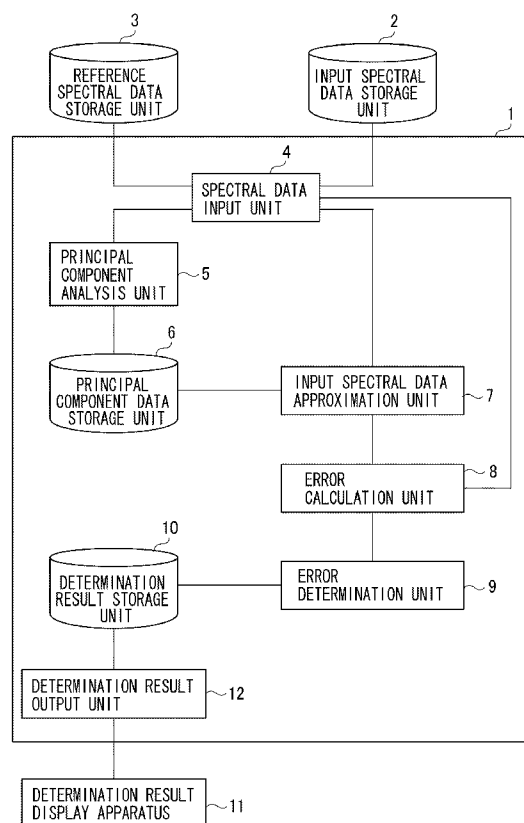 3
2
REFERENCE
SPECTRAL DATA
STORAGE UNIT
INPUT SPECTRAL
DATA STORAGE
UNIT
1
4
SPECTRAL DATA
INPUT UNIT
PRINCIPAL
COMPONENT
ANALYSIS UNIT
5
6
PRINCIPAL
COMPONENT DATA
STORAGE UNIT
INPUT SPECTRAL DATA
APPROXIMATION UNIT
7
8
ERROR
CALCULATION UNIT
10
DETERMINATION
RESULT STORAGE
UNIT
ERROR
DETERMINATION UNIT
9
DETERMINATION RESULT
OUTPUT UNIT
12
DETERMINATION RESULT
DISPLAY APPARATUS
11